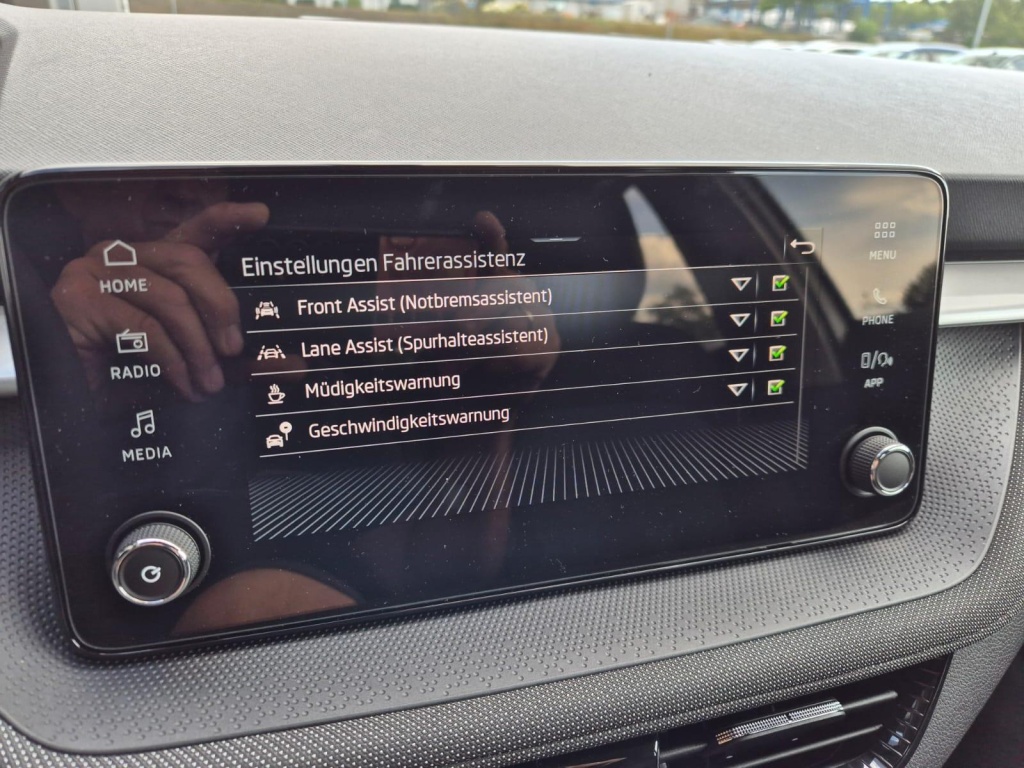 Einstellungen Fahrerassistenz
HOME
Front Assist (Notbremsassistent)
MENU
RADIO
Lane Assist (Spurhalteassistent)
PHONE
Müdigkeitswarnung
APP
MEDIA
Geschwindigkeitswarnung